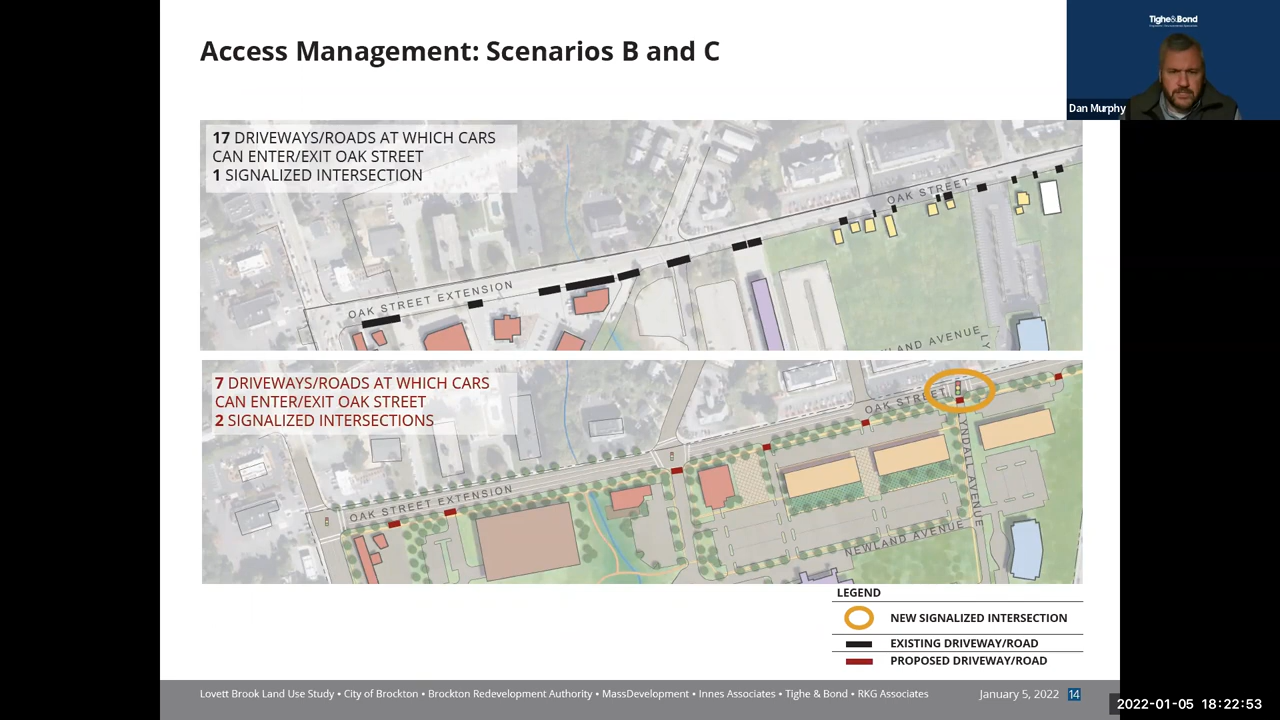 Access Management: Scenarios B and C
Tighe&Bond
Dan Murphy
17 DRIVEWAYS/ROADS AT WHICH CARS
CAN ENTER/EXIT OAK STREET
1 SIGNALIZED INTERSECTION
OAK STREET
OAK STREET EXTENSION
LAND AVENUE
LY
7 DRIVEWAYS/ROADS AT WHICH CARS
CAN ENTER/EXIT OAK STREET
2 SIGNALIZED INTERSECTIONS
OAK STREET
OAK STREET EXTENSION
LYNDALL AVENUE
NEWLAND AVENUE
LEGEND
NEW SIGNALIZED INTERSECTION
EXISTING DRIVEWAY/ROAD
PROPOSED DRIVEWAY/ROAD
Lovett Brook Land Use Study • City of Brockton • Brockton Redevelopment Authority • MassDevelopment • Innes Associates • Tighe & Bond • RKG Associates January 5, 2022 14
2022-01-05 18:22:53